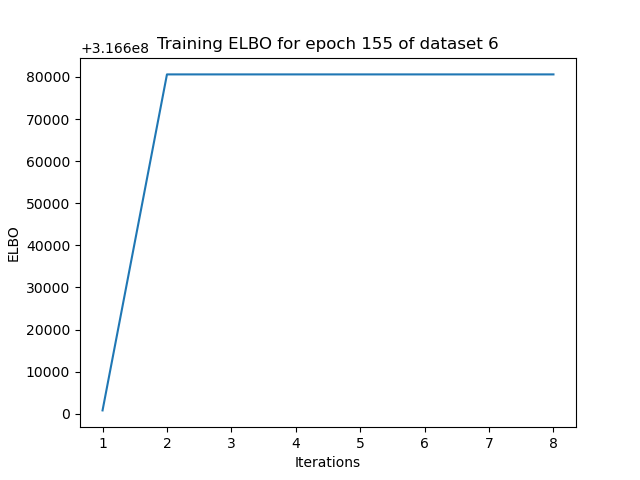 +3.166e8
Training ELBO for epoch 155 of dataset 6
80000
70000
60000
50000
40000
30000
20000
10000
0
ELBO
1 2 3 4 5 6 7 8
Iterations